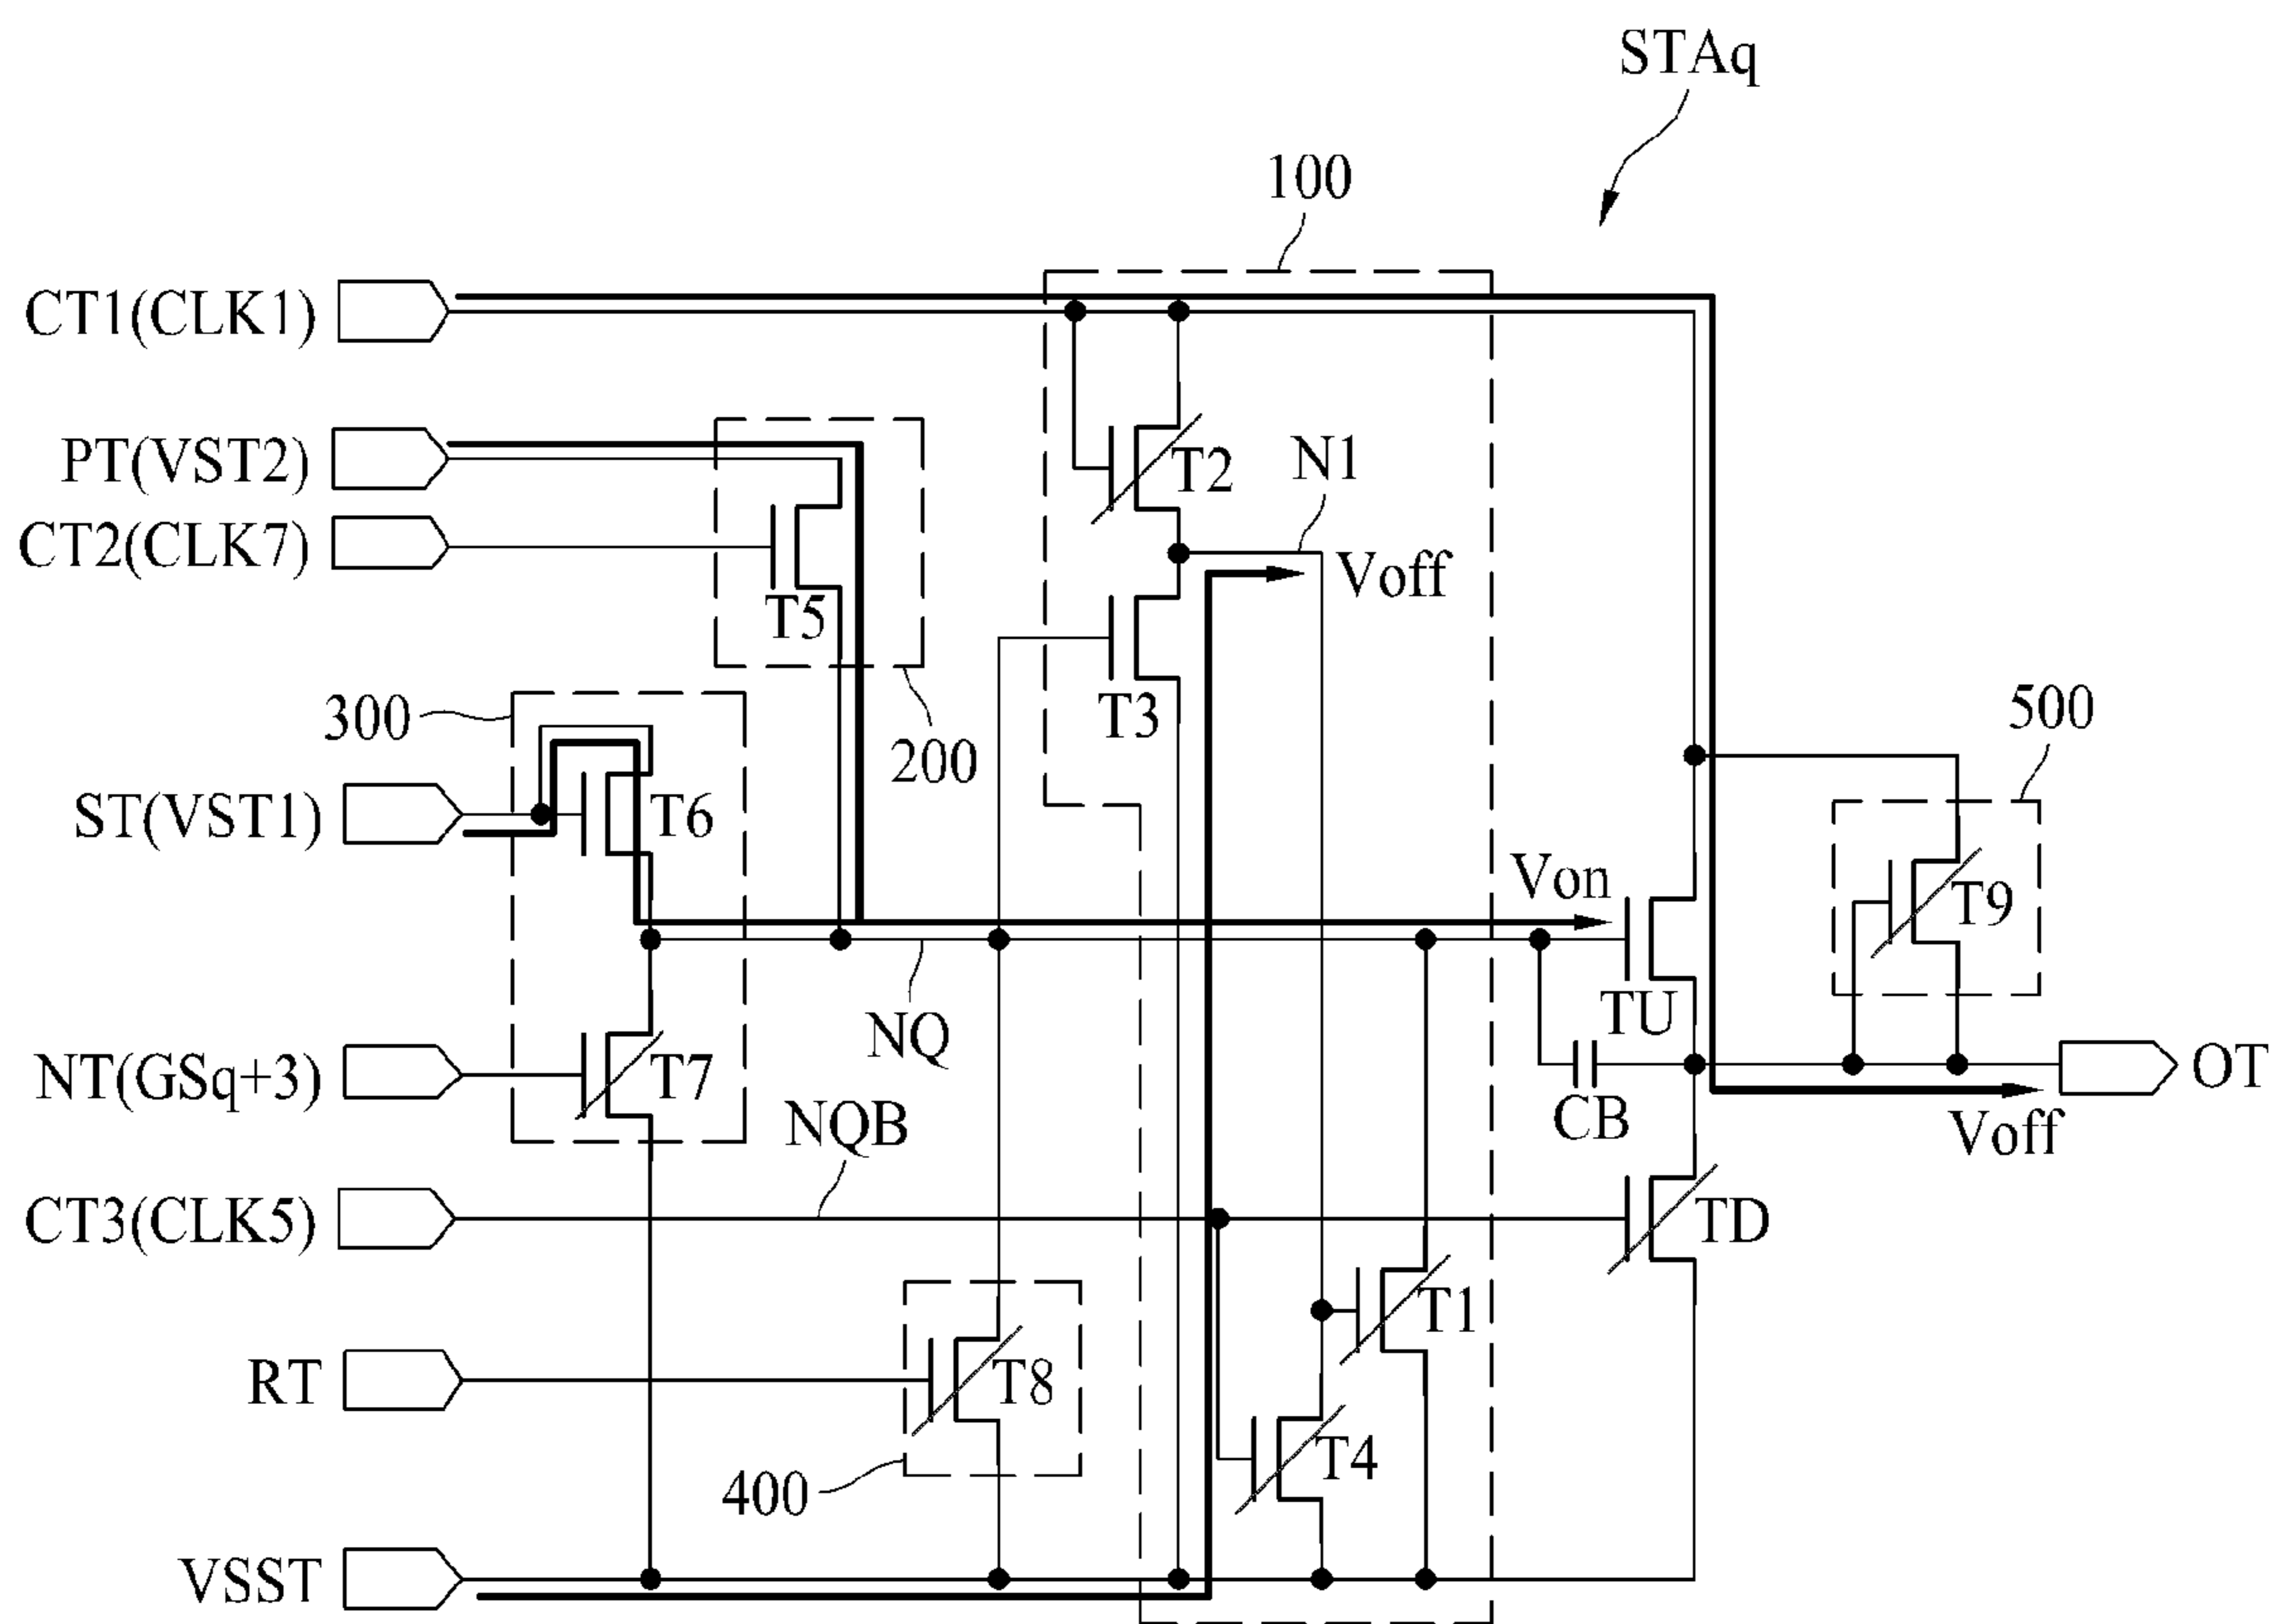 STAq
100
CT1(CLK1)
PT(VST2)
T2
N1
CT2(CLK7)
Voff
T5
T3
300
200
500
ST(VST1)
T6
Von
T9
TU
NQ
NT(GSq+3)
T7
OT
NQB
CB
Voff
CT3(CLK5)
TD
T1
RT
T8
T4
400
VSST